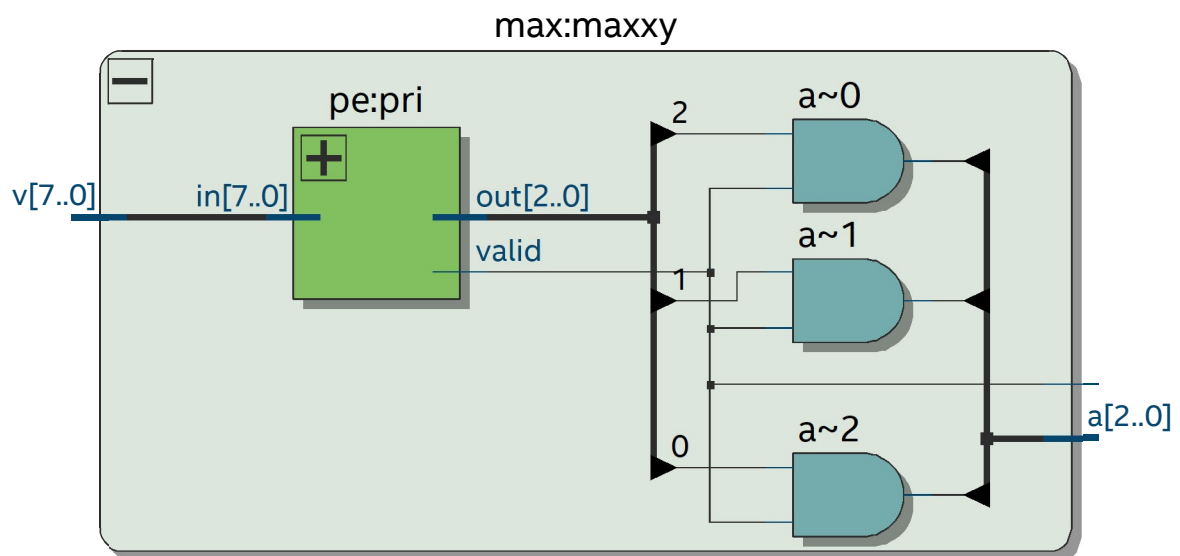 max:maxxy
pe:pri
a~0
2
v[7..0]
in[7..0]
out[2..0]
valid
a~1
1
a[2..0]
a~2
0